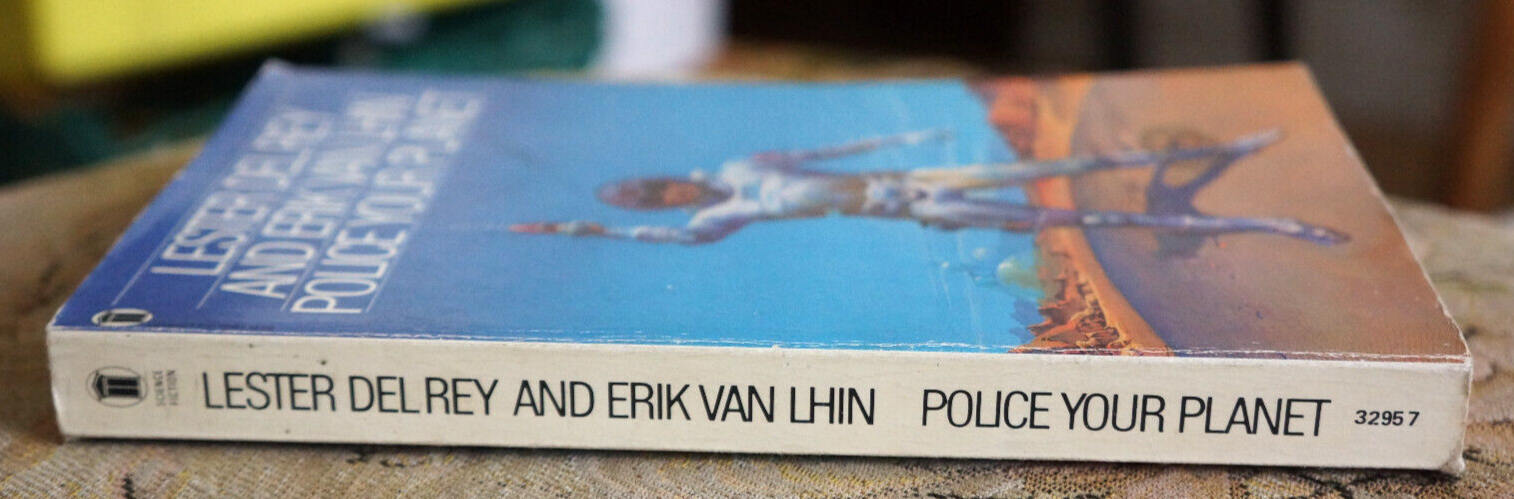 LESTER DEL REY
AND ERIK VAN LHIN
POLICE YOUR PLANET
SCIENCE
FICTION
LESTER DEL REY AND ERIK VAN LHIN POLICE YOUR PLANET 32957